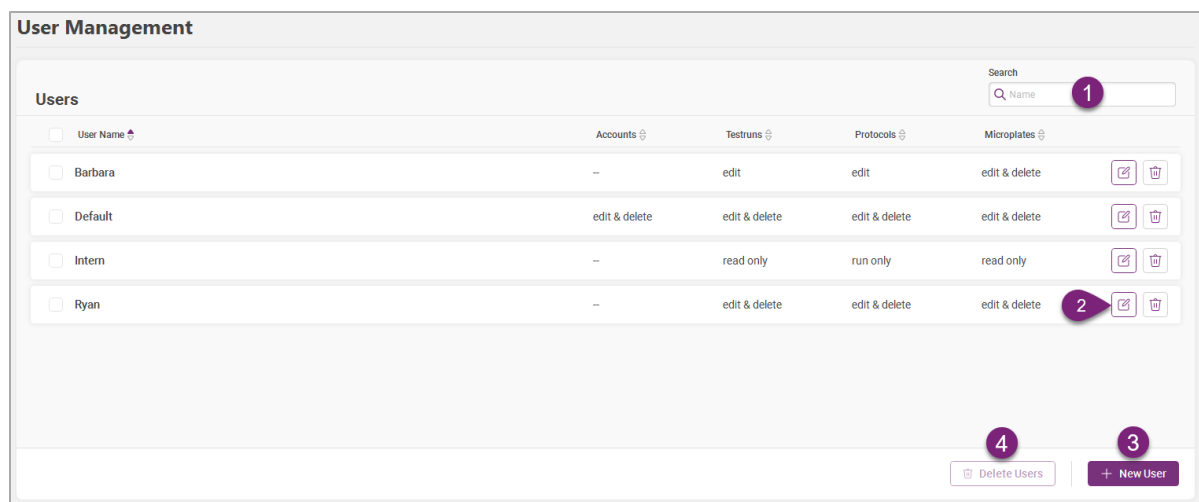 User Management
Search
Users
Name 1
User Name Accounts Testruns Protocols Microplates
Barbara -- edit edit edit & delete
Default edit & delete edit & delete edit & delete edit & delete
Intern -- read only run only read only
Ryan -- edit & delete edit & delete edit & delete 2
4 3
Delete Users + New User